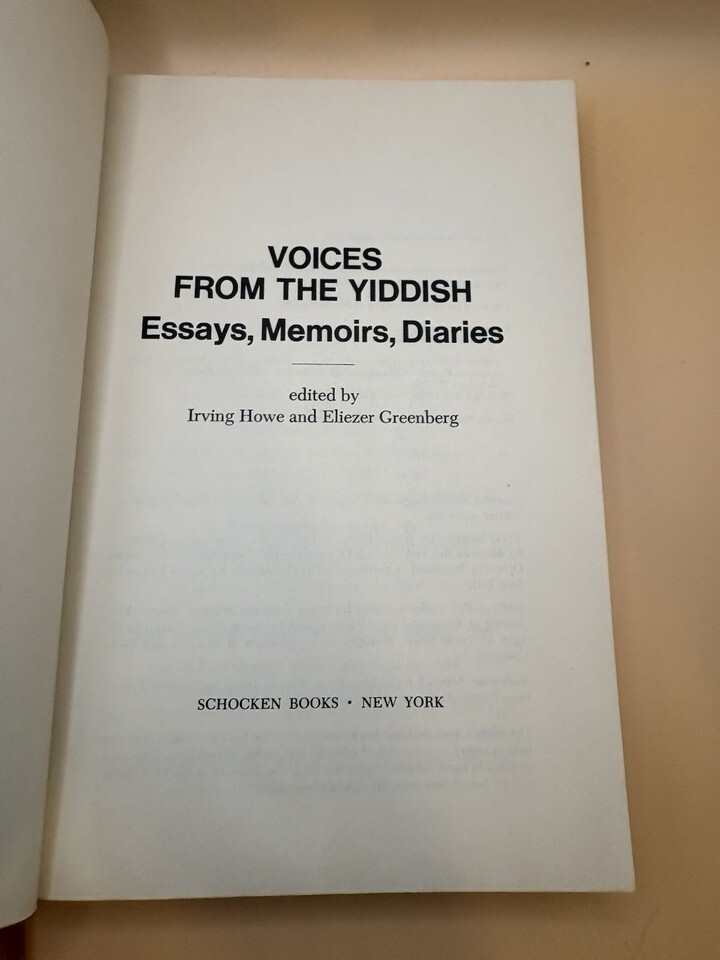 VOICES
FROM THE YIDDISH
Essays, Memoirs, Diaries
edited by
Irving Howe and Eliezer Greenberg
SCHOCKEN BOOKS • NEW YORK